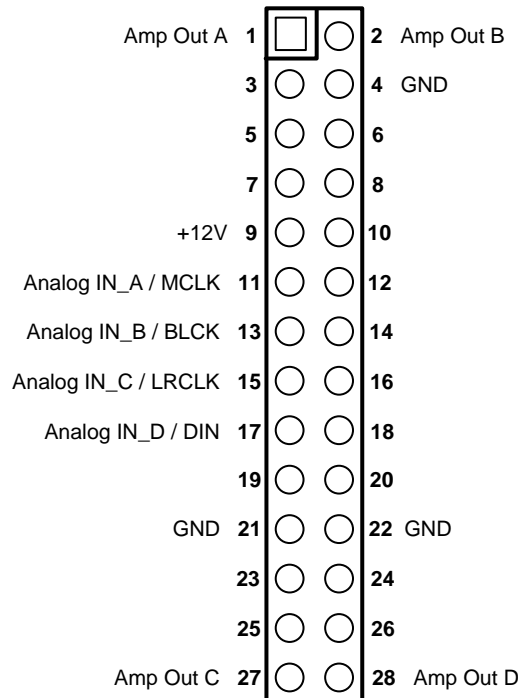 Amp Out A 1 2 Amp Out B
3 4 GND
5 6
7 8
+12V 9 10
Analog IN_A / MCLK 11 12
Analog IN_B / BLCK 13 14
Analog IN_C / LRCLK 15 16
Analog IN_D / DIN 17 18
19 20
GND 21 22 GND
23 24
25 26
Amp Out C 27 28 Amp Out D